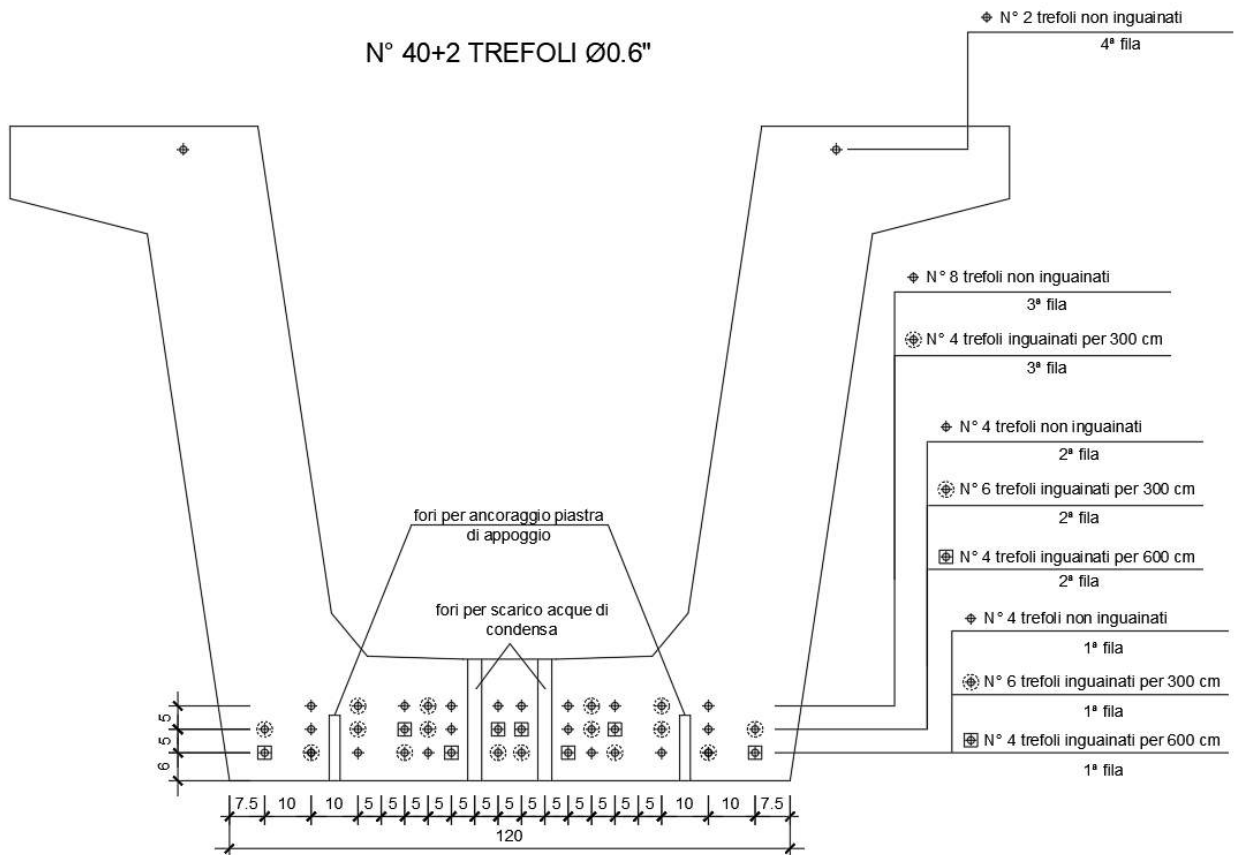 N° 2 trefoli non inguainati
4ª fila
N° 40+2 TREFOLI Ø0.6"
N° 8 trefoli non inguainati
3ª fila
N° 4 trefoli inguainati per 300 cm
3ª fila
N° 4 trefoli non inguainati
2ª fila
N° 6 trefoli inguainati per 300 cm
2ª fila
N° 4 trefoli inguainati per 600 cm
2ª fila
N° 4 trefoli non inguainati
1ª fila
N° 6 trefoli inguainati per 300 cm
1ª fila
N° 4 trefoli inguainati per 600 cm
1ª fila
fori per ancoraggio piastra
di appoggio
fori per scarico acque di
condensa
5
5
6
7.5 10 10 5 5 5 5 5 5 5 5 5 5 5 5 5 10 10 7.5
120